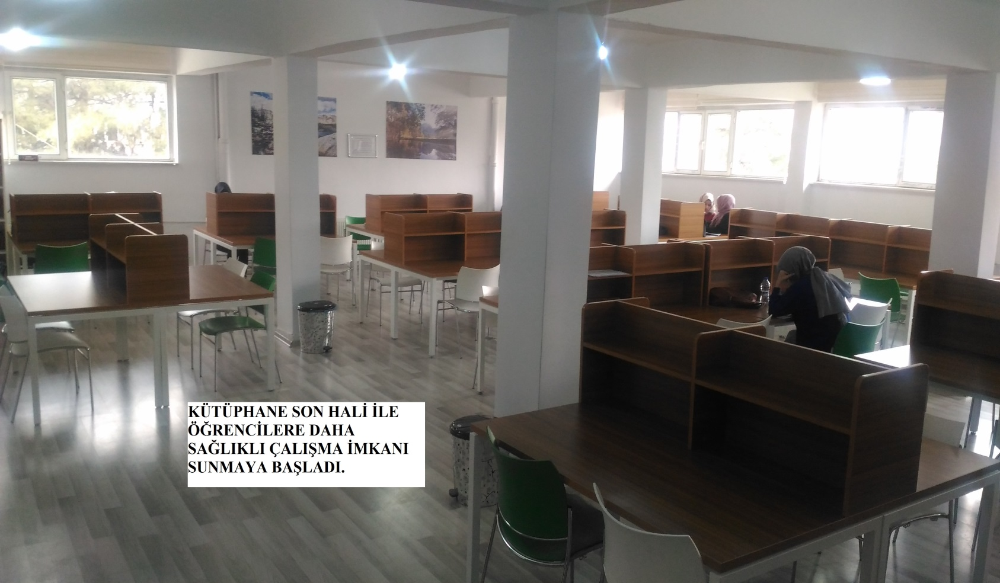 KÜTÜPHANE SON HALİ İLE
ÖĞRENCİLERE DAHA
SAĞLIKLI ÇALIŞMA İMKANI
SUNMAYA BAŞLADI.